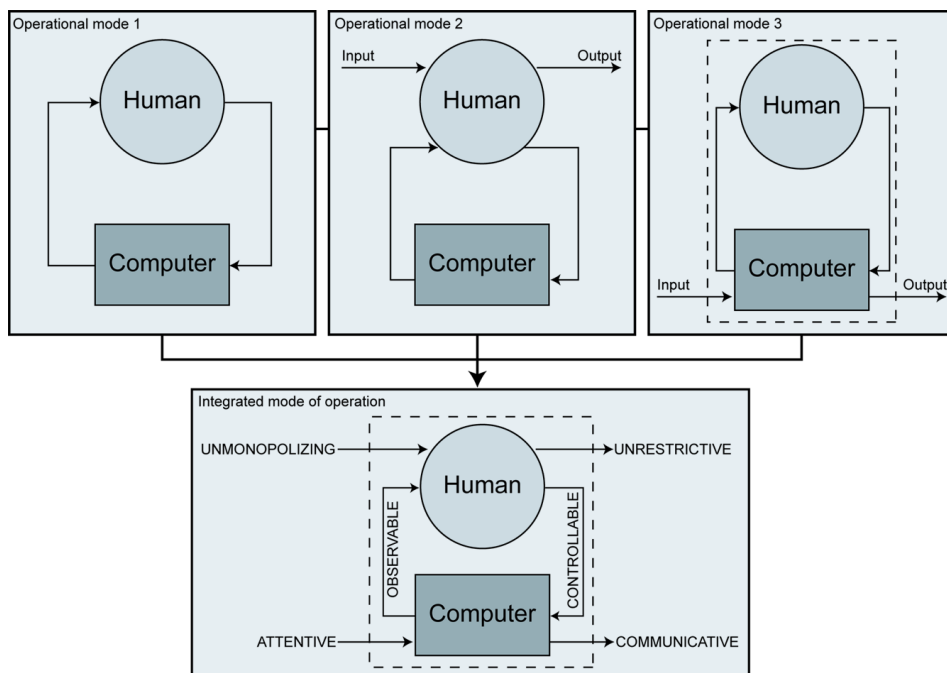 Operational mode 1
Human
Computer
Operational mode 2
Input
Output
Human
Computer
Operational mode 3
Human
Computer
Input
Output
Integrated mode of operation
UNMONOPOLIZING
UNRESTRICTIVE
Human
OBSERVABLE
CONTROLLABLE
Computer
ATTENTIVE
COMMUNICATIVE